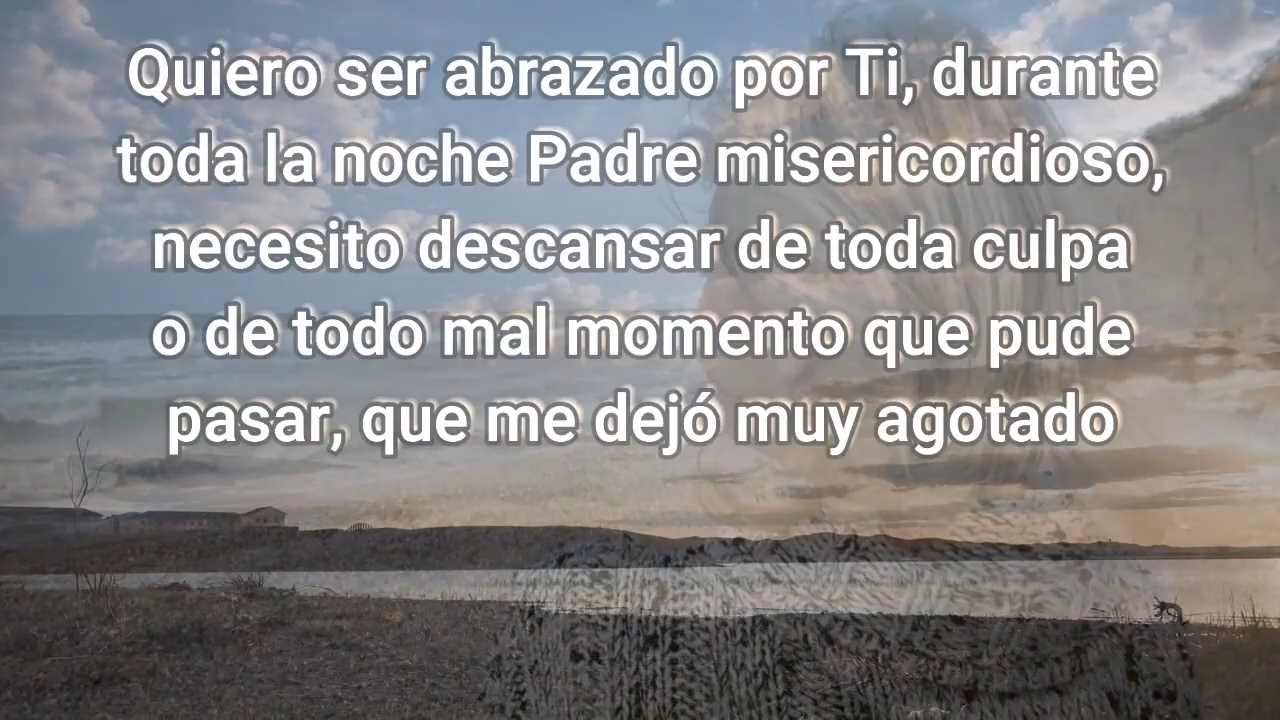 Quiero ser abrazado por Ti, durante
toda la noche Padre misericordioso,
necesito descansar de toda culpa
o de todo mal momento que pude
pasar, que me dejó muy agotado